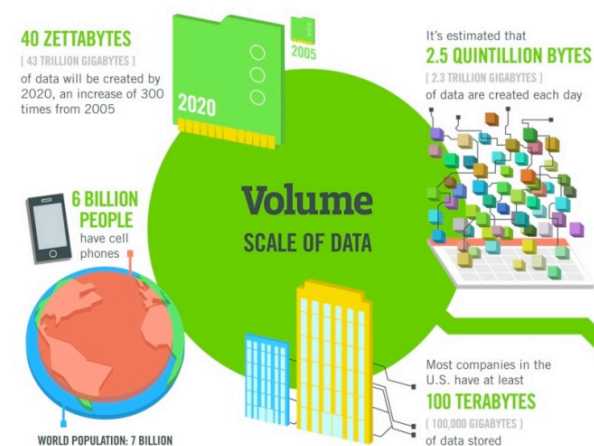 40 ZETTABYTES
[ 43 TRILLION GIGABYTES ]
of data will be created by
2020, an increase of 300
times from 2005
2020
2005
It's estimated that
2.5 QUINTILLION BYTES
[ 2.3 TRILLION GIGABYTES ]
of data are created each day
6 BILLION
PEOPLE
have cell
phones
Volume
SCALE OF DATA
WORLD POPULATION: 7 BILLION
Most companies in the
U.S. have at least
100 TERABYTES
[ 100,000 GIGABYTES ]
of data stored